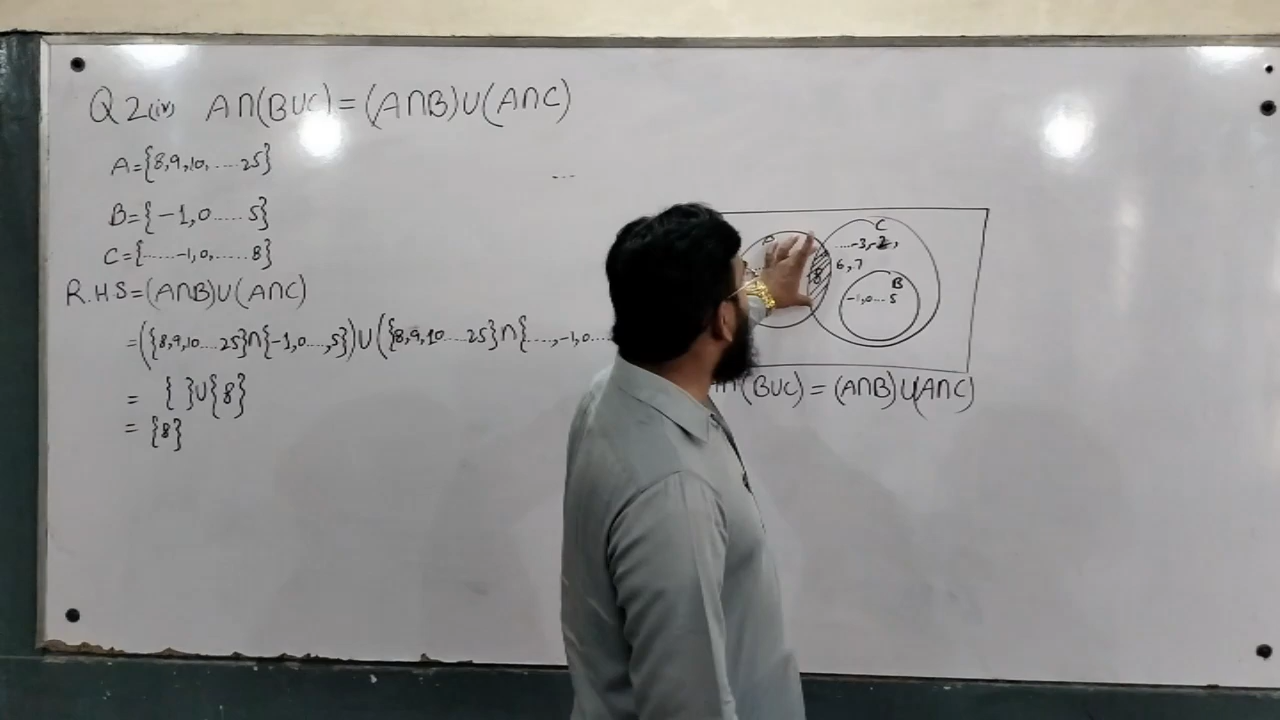 Q 2(iv) A∩(B∪C)=(A∩B)∪(A∩C)
A={8,9,10,....25}
B={-1,0.....5}
C={......-1,0,.....8}
R.H.S=(A∩B)∪(A∩C)
=({8,9,10...25}∩{-1,0...,5})∪({8,9,10...25}∩{...,-1,0...
= { }∪{8}
= {8}
C
....-3,-2,
6,7
8
B
-1,0...5
(B∪C)=(A∩B)∪(A∩C)